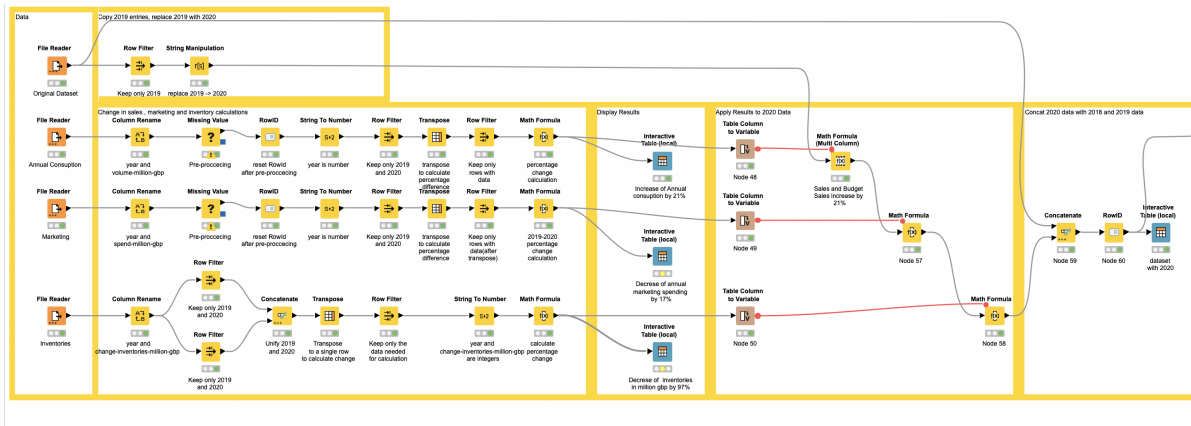 Data
Copy 2019 entries, replace 2019 with 2020
File Reader
Original Dataset
Row Filter
Keep only 2019
String Manipulation
replace 2019 -> 2020
Change in sales , marketing and inventory calculations
File Reader
Annual Consuption
Column Rename
year and
volume-million-gbp
Missing Value
Pre-proccecing
RowID
reset RowId
after pre-proccecing
String To Number
year is number
Row Filter
Keep only 2019
and 2020
Transpose
transpose
to calculate
percentage
difference
Row Filter
Keep only
rows with
data
Math Formula
percentage
change
calculation
File Reader
Marketing
Column Rename
year and
spend-million-gbp
Missing Value
Pre-proccecing
RowID
reset RowId
after pre-proccecing
String To Number
year is number
Row Filter
Keep only 2019
and 2020
Transpose
transpose
to calculate
percentage
difference
Row Filter
Keep only
rows with
data(after
transpose)
Math Formula
2019-2020
percentage
change
calculation
File Reader
Inventories
Column Rename
year and
change-inventories-million-gbp
Row Filter
Keep only 2019
and 2020
Row Filter
Keep only 2019
and 2020
Concatenate
Unify 2019
and 2020
Transpose
Transpose
to a single row
to calculate change
Row Filter
Keep only the
data needed
for calculation
String To Number
year and
change-inventories-million-gbp
are integers
Math Formula
calculate
percentage
change
Display Results
Interactive
Table (local)
Increase of Annual
consuption by 21%
Interactive
Table (local)
Decrese of annual
marketing spending
by 17%
Interactive
Table (local)
Decrese of inventories
in million gbp by 97%
Apply Results to 2020 Data
Table Column
to Variable
Node 48
Math Formula
(Multi Column)
Sales and Budget
Sales increase by
21%
Table Column
to Variable
Node 49
Math Formula
Node 57
Table Column
to Variable
Node 50
Math Formula
Node 58
Concat 2020 data with 2018 and 2019 data
Concatenate
Node 59
RowID
Node 60
Interactive
Table (local)
dataset
with 2020